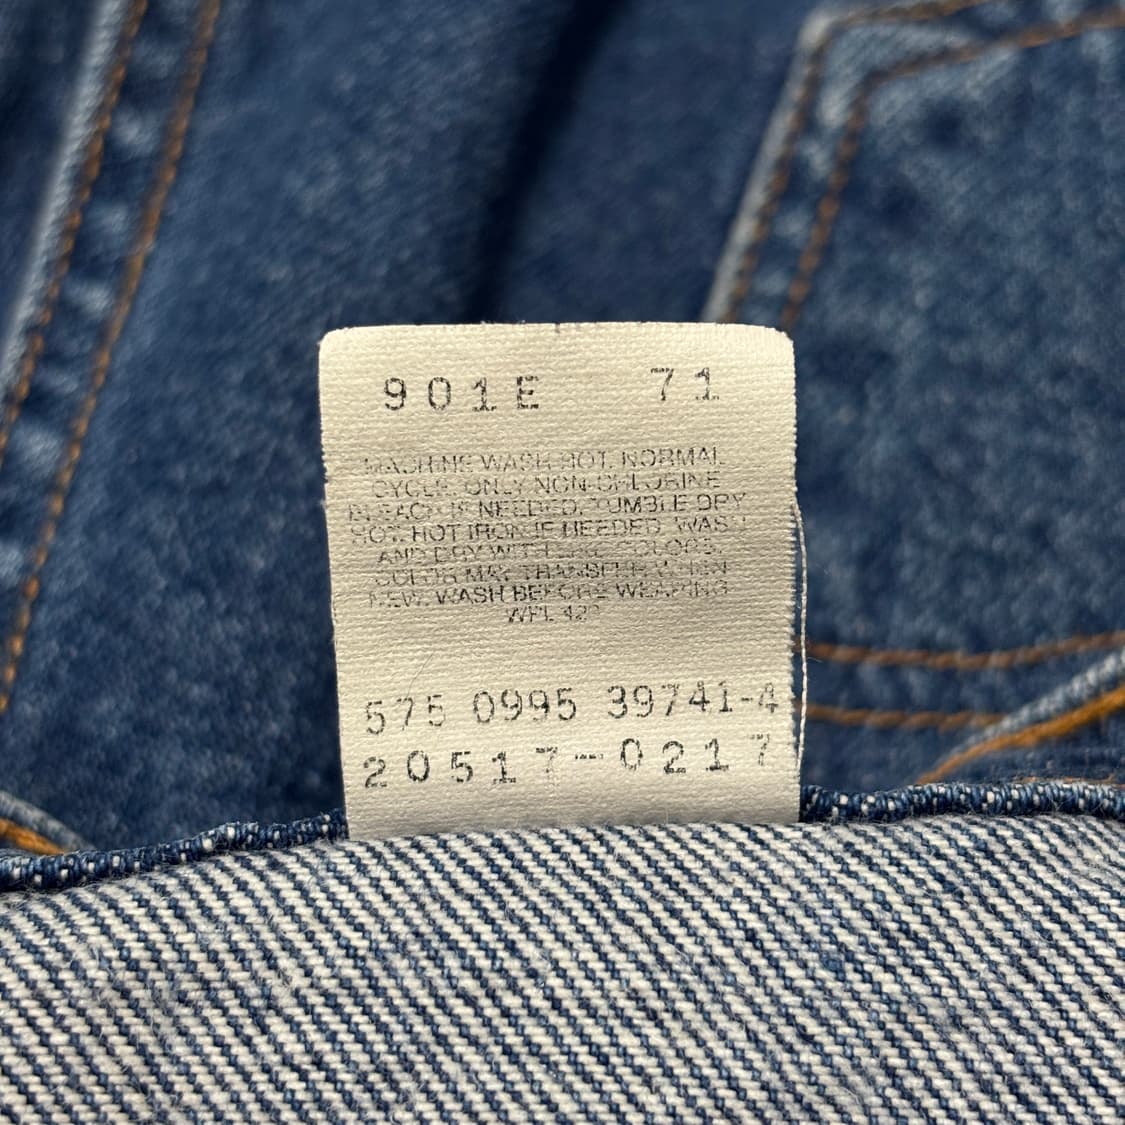 901E 71
MACHINE WASH HOT, NORMAL
CYCLE. ONLY NON-CHLORINE
BLEACH IF NEEDED. TUMBLE DRY
HOT. HOT IRON IF NEEDED. WASH
AND DRY WITH LIKE COLORS.
COLOR MAY TRANSFER WHEN
NEW. WASH BEFORE WEARING
WPL 423
575 0995 39741-4
20517-0217